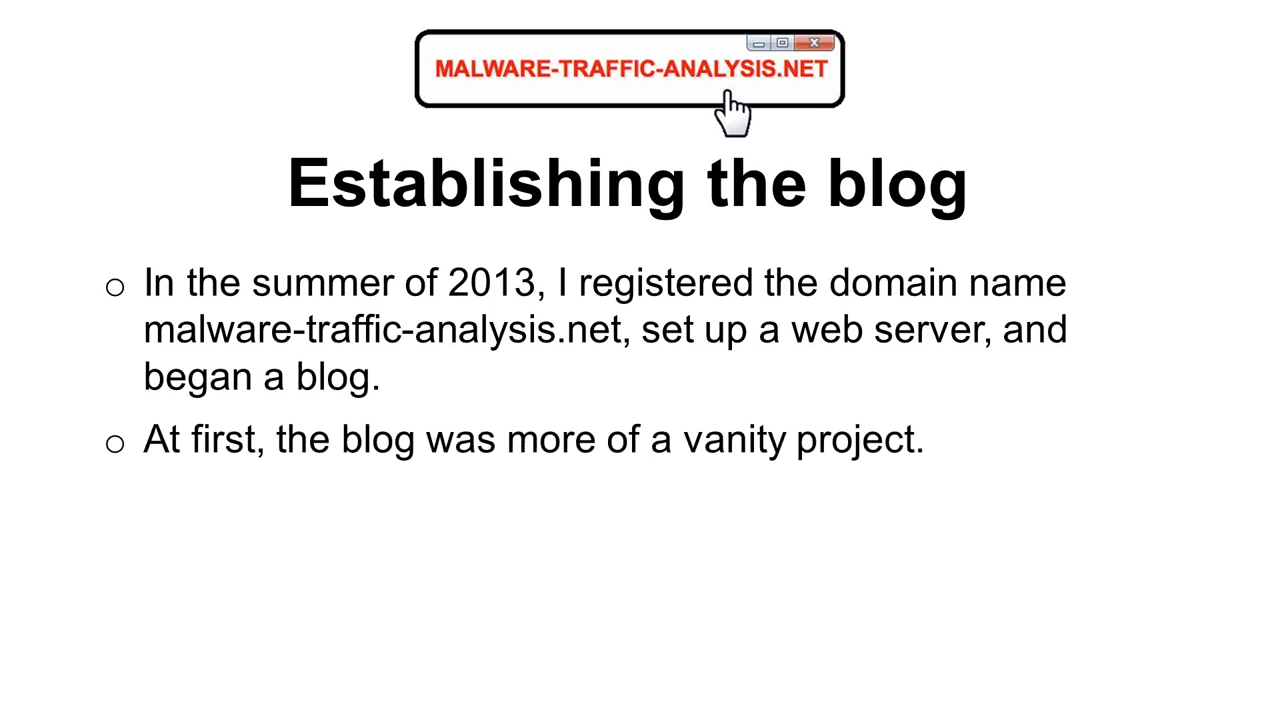 MALWARE-TRAFFIC-ANALYSIS.NET
Establishing the blog
o In the summer of 2013, I registered the domain name
malware-traffic-analysis.net, set up a web server, and
began a blog.
o At first, the blog was more of a vanity project.